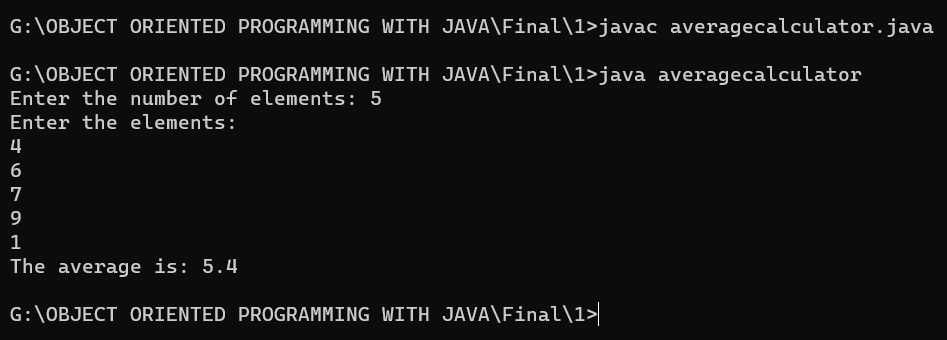 G:\OBJECT ORIENTED PROGRAMMING WITH JAVA\Final\1>javac averagecalculator.java
G:\OBJECT ORIENTED PROGRAMMING WITH JAVA\Final\1>java averagecalculator
Enter the number of elements: 5
Enter the elements:
4
6
7
9
1
The average is: 5.4
G:\OBJECT ORIENTED PROGRAMMING WITH JAVA\Final\1>